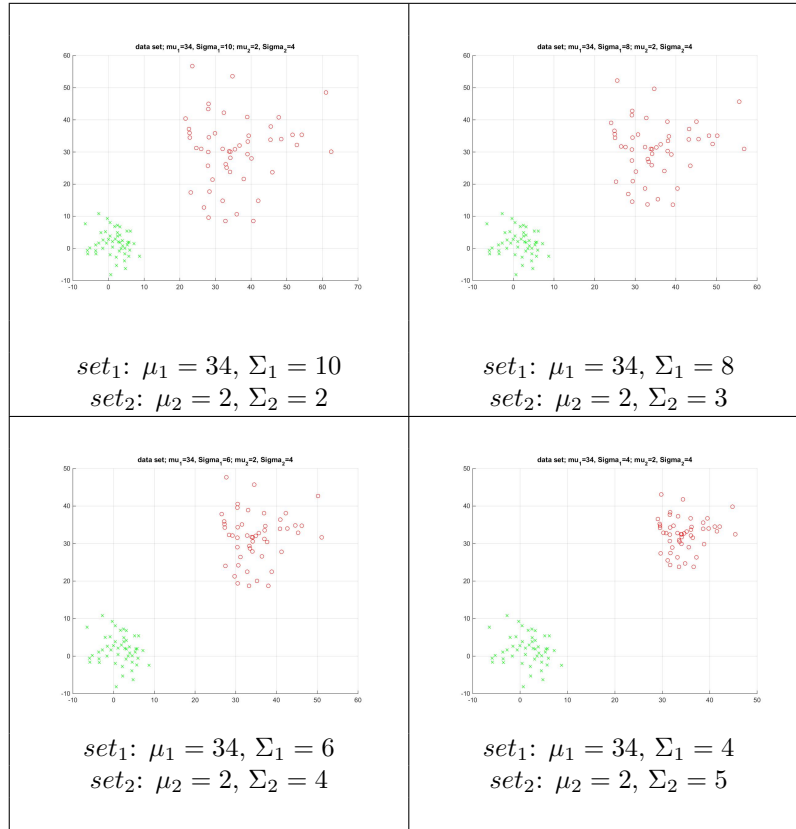 data set; mu₁=34, Sigma₁=10; mu₂=2, Sigma₂=4
60
50
40
30
20
10
0
-10
-10 0 10 20 30 40 50 60 70
set₁: μ₁ = 34, Σ₁ = 10
set₂: μ₂ = 2, Σ₂ = 2
data set; mu₁=34, Sigma₁=8; mu₂=2, Sigma₂=4
60
50
40
30
20
10
0
-10
-10 0 10 20 30 40 50 60
set₁: μ₁ = 34, Σ₁ = 8
set₂: μ₂ = 2, Σ₂ = 3
data set; mu₁=34, Sigma₁=6; mu₂=2, Sigma₂=4
50
40
30
20
10
0
-10
-10 0 10 20 30 40 50 60
set₁: μ₁ = 34, Σ₁ = 6
set₂: μ₂ = 2, Σ₂ = 4
data set; mu₁=34, Sigma₁=4; mu₂=2, Sigma₂=4
50
40
30
20
10
0
-10
-10 0 10 20 30 40 50
set₁: μ₁ = 34, Σ₁ = 4
set₂: μ₂ = 2, Σ₂ = 5